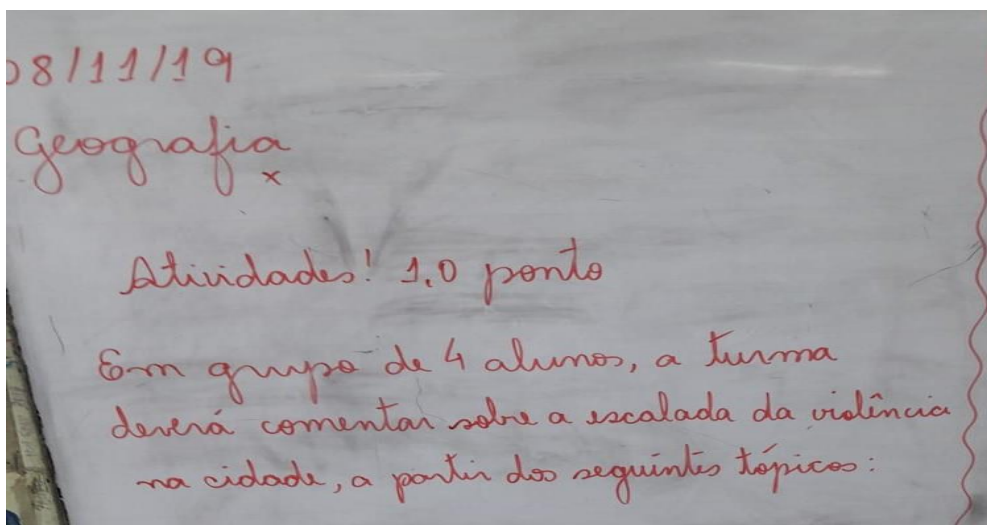 08/11/19
Geografia
x
Atividades! 1,0 ponto
Em grupo de 4 alunos, a turma
deverá comentar sobre a escalada da violência
na cidade, a partir dos seguintes tópicos: